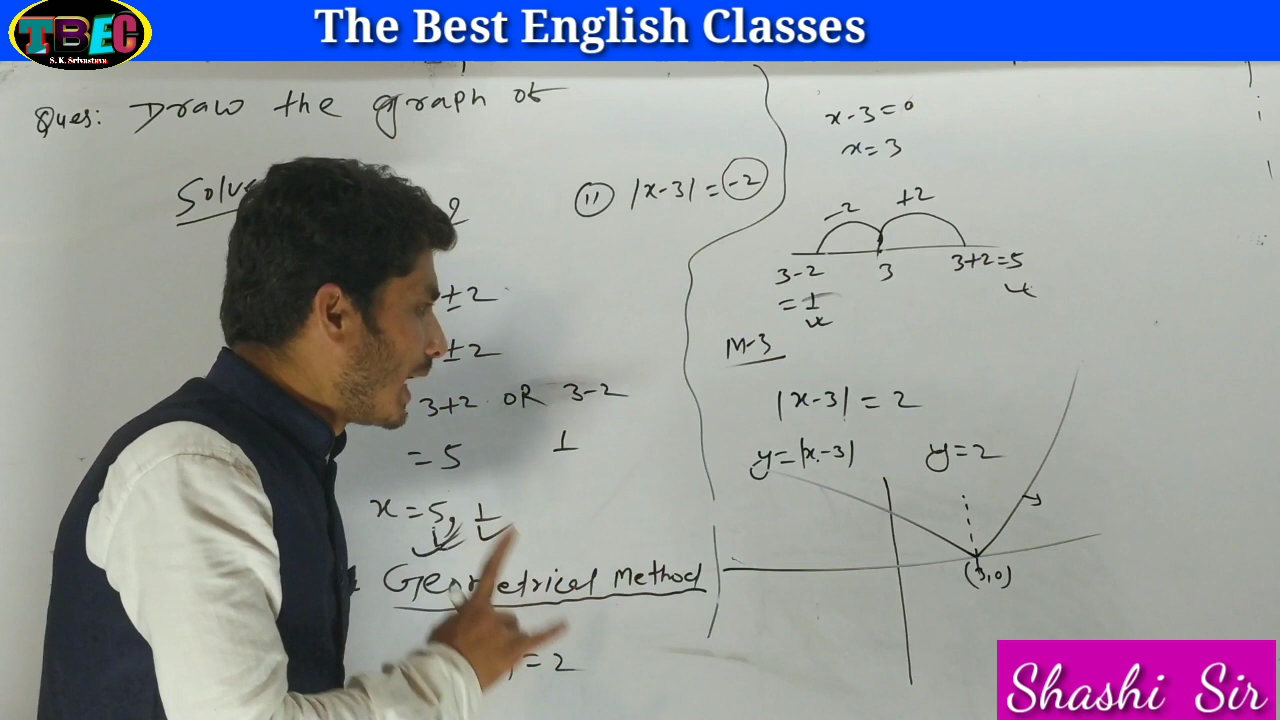 TBEC
S. K. Srivastava
The Best English Classes
Ques: Draw the graph of
Solve
2
± 2
± 2
3+2 OR 3-2
= 5 1
x = 5, 1
Geometrical Method
= 2
(ii) |x-3| = -2
x-3=0
x=3
-2 +2
3-2 3 3+2=5
= 1
M-3
|x-3| = 2
y=|x-3| y=2
(3,0)
Shashi Sir